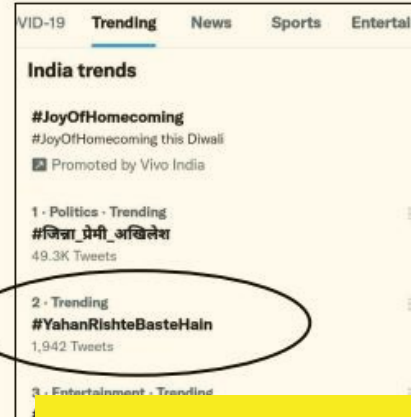 VID-19 Trending News Sports Entertai
India trends
#JoyOfHomecoming
#JoyOfHomecoming this Diwali
Promoted by Vivo India
1 · Politics · Trending
#जिन्ना_प्रेमी_अखिलेश
49.3K Tweets
2 · Trending
#YahanRishteBasteHain
1,942 Tweets
3 · Entertainment · Trending